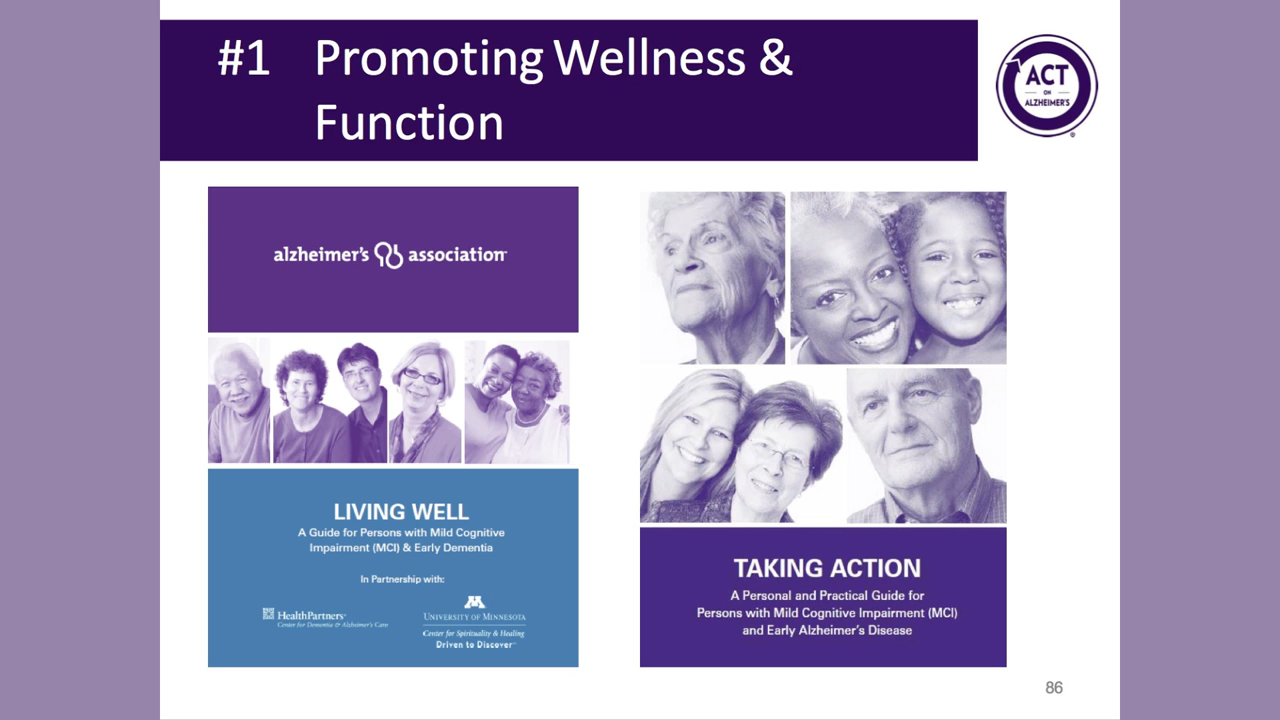 #1 Promoting Wellness &
Function
ACT
ON
ALZHEIMER'S
®
alzheimer's association
LIVING WELL
A Guide for Persons with Mild Cognitive
Impairment (MCI) & Early Dementia
In Partnership with:
HealthPartners
Center for Dementia & Alzheimer's Care
UNIVERSITY OF MINNESOTA
Center for Spirituality & Healing
Driven to Discover
TAKING ACTION
A Personal and Practical Guide for
Persons with Mild Cognitive Impairment (MCI)
and Early Alzheimer's Disease
86